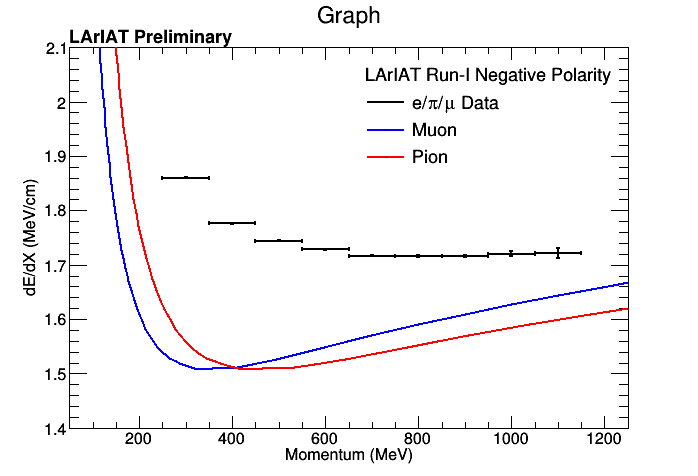 Graph
LArIAT Preliminary
LArIAT Run-I Negative Polarity
e/π/μ Data
Muon
Pion
dE/dX (MeV/cm)
2.1
2
1.9
1.8
1.7
1.6
1.5
1.4
200 400 600 800 1000 1200
Momentum (MeV)